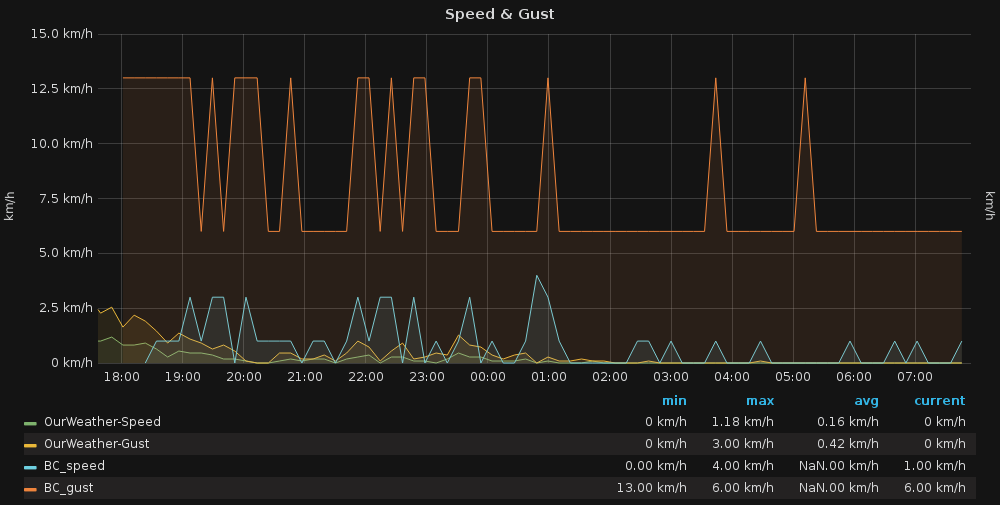 Speed & Gust
15.0 km/h
12.5 km/h
10.0 km/h
7.5 km/h
5.0 km/h
2.5 km/h
0 km/h
km/h
km/h
18:00 19:00 20:00 21:00 22:00 23:00 00:00 01:00 02:00 03:00 04:00 05:00 06:00 07:00
min max avg current
OurWeather-Speed 0 km/h 1.18 km/h 0.16 km/h 0 km/h
OurWeather-Gust 0 km/h 3.00 km/h 0.42 km/h 0 km/h
BC_speed 0.00 km/h 4.00 km/h NaN.00 km/h 1.00 km/h
BC_gust 13.00 km/h 6.00 km/h NaN.00 km/h 6.00 km/h